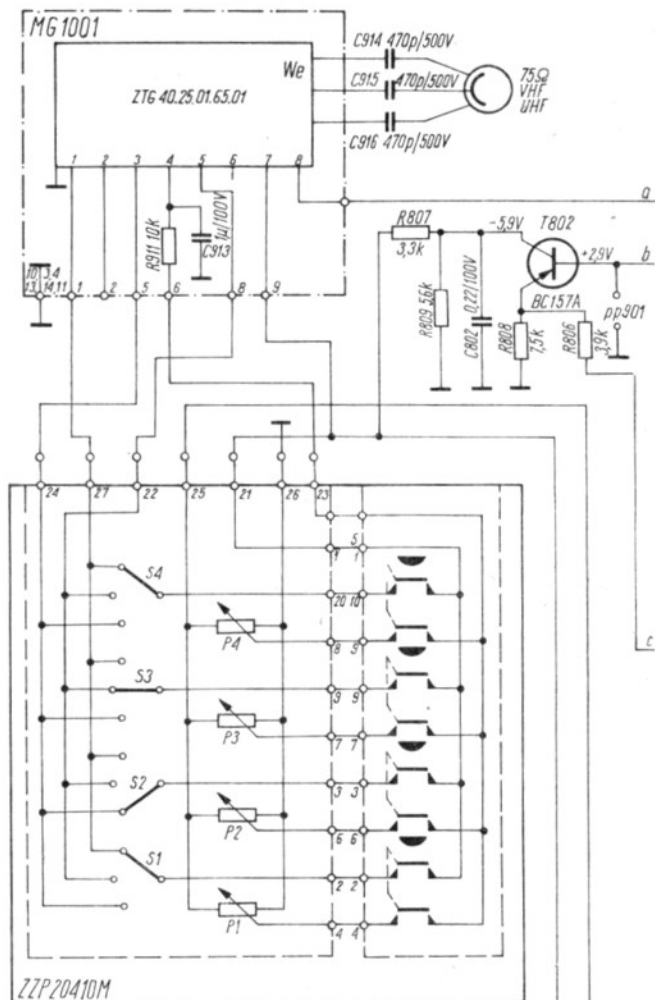 MG1001
We
ZTG 40.25.01.65.01
C914 470p/500V
C915 470p/500V
C916 470p/500V
75Ω
VHF
UHF
1 2 3 4 5 6 7 8
R911 10k
1µ/100V
C913
10 3,4
13 14,11 1 2 5 6 8 9
a
R807
3,3k
-5,9V
T802
+2,9V
b
BC157A
R809 5,6k
C802
0,22/100V
R808
7,5k
R806
3,9k
pp901
c
24 27 22 25 21 26 23
5
1 1
S4
20 10
P4
8 9
S3
9 9
P3
7 7
S2
3 3
P2
6 6
S1
2 2
P1
4 4
ZZP20410M